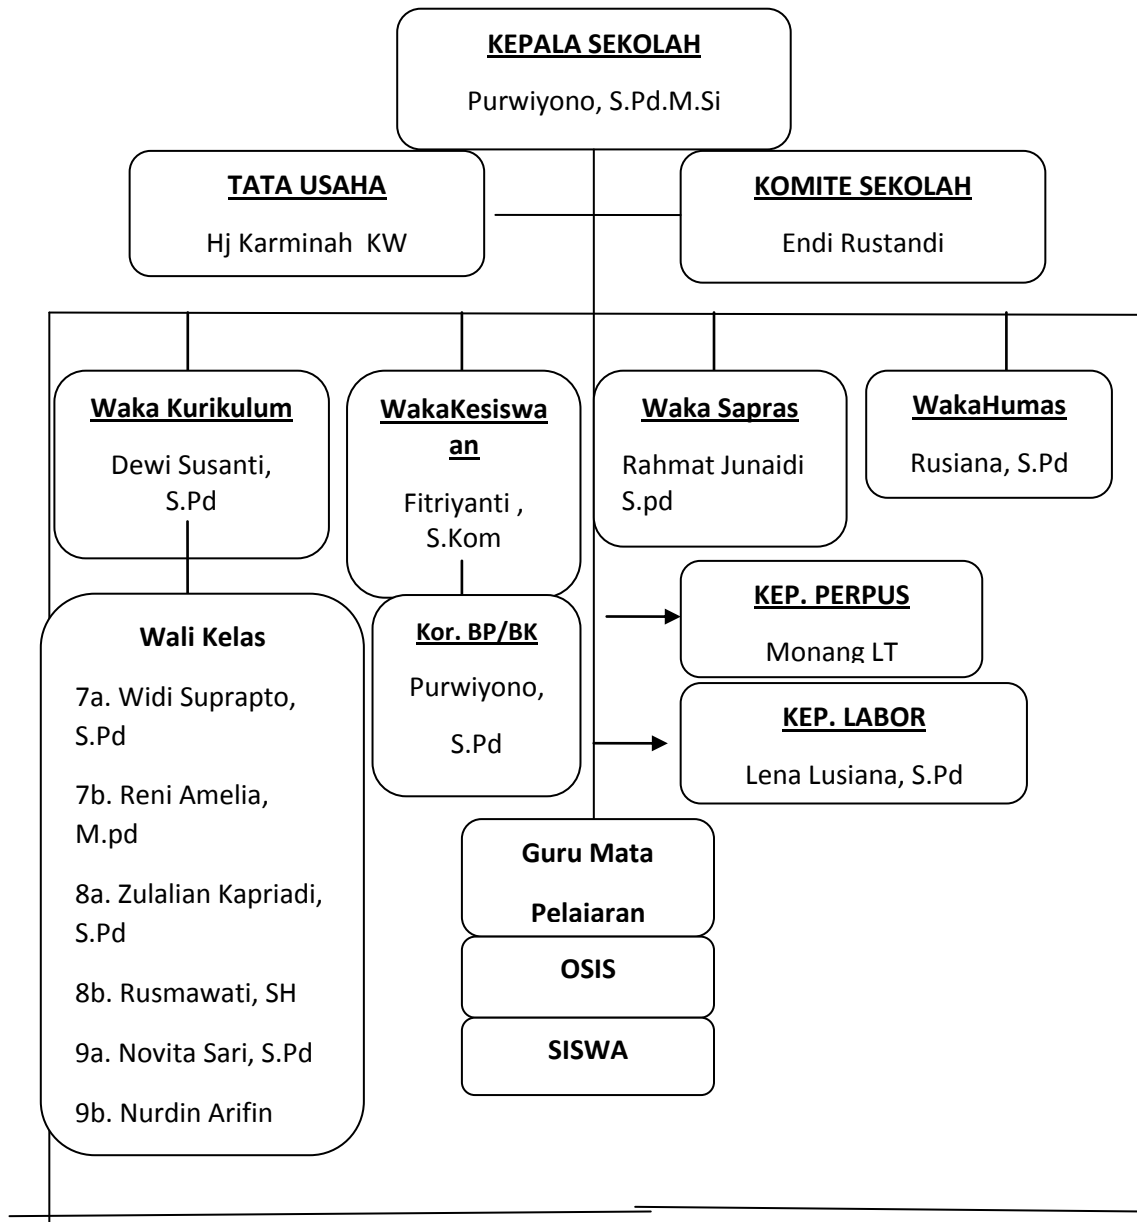 KEPALA SEKOLAH
Purwiyono, S.Pd.M.Si
TATA USAHA
Hj Karminah  KW
KOMITE SEKOLAH
Endi Rustandi
Waka Kurikulum
Dewi Susanti,
S.Pd
WakaKesiswa
an
Fitriyanti ,
S.Kom
Waka Sapras
Rahmat Junaidi
S.pd
WakaHumas
Rusiana, S.Pd
Wali Kelas
7a. Widi Suprapto,
S.Pd
7b. Reni Amelia,
M.pd
8a. Zulalian Kapriadi,
S.Pd
8b. Rusmawati, SH
9a. Novita Sari, S.Pd
9b. Nurdin Arifin
Kor. BP/BK
Purwiyono,
S.Pd
KEP. PERPUS
Monang LT
KEP. LABOR
Lena Lusiana, S.Pd
Guru Mata
Pelajaran
OSIS
SISWA